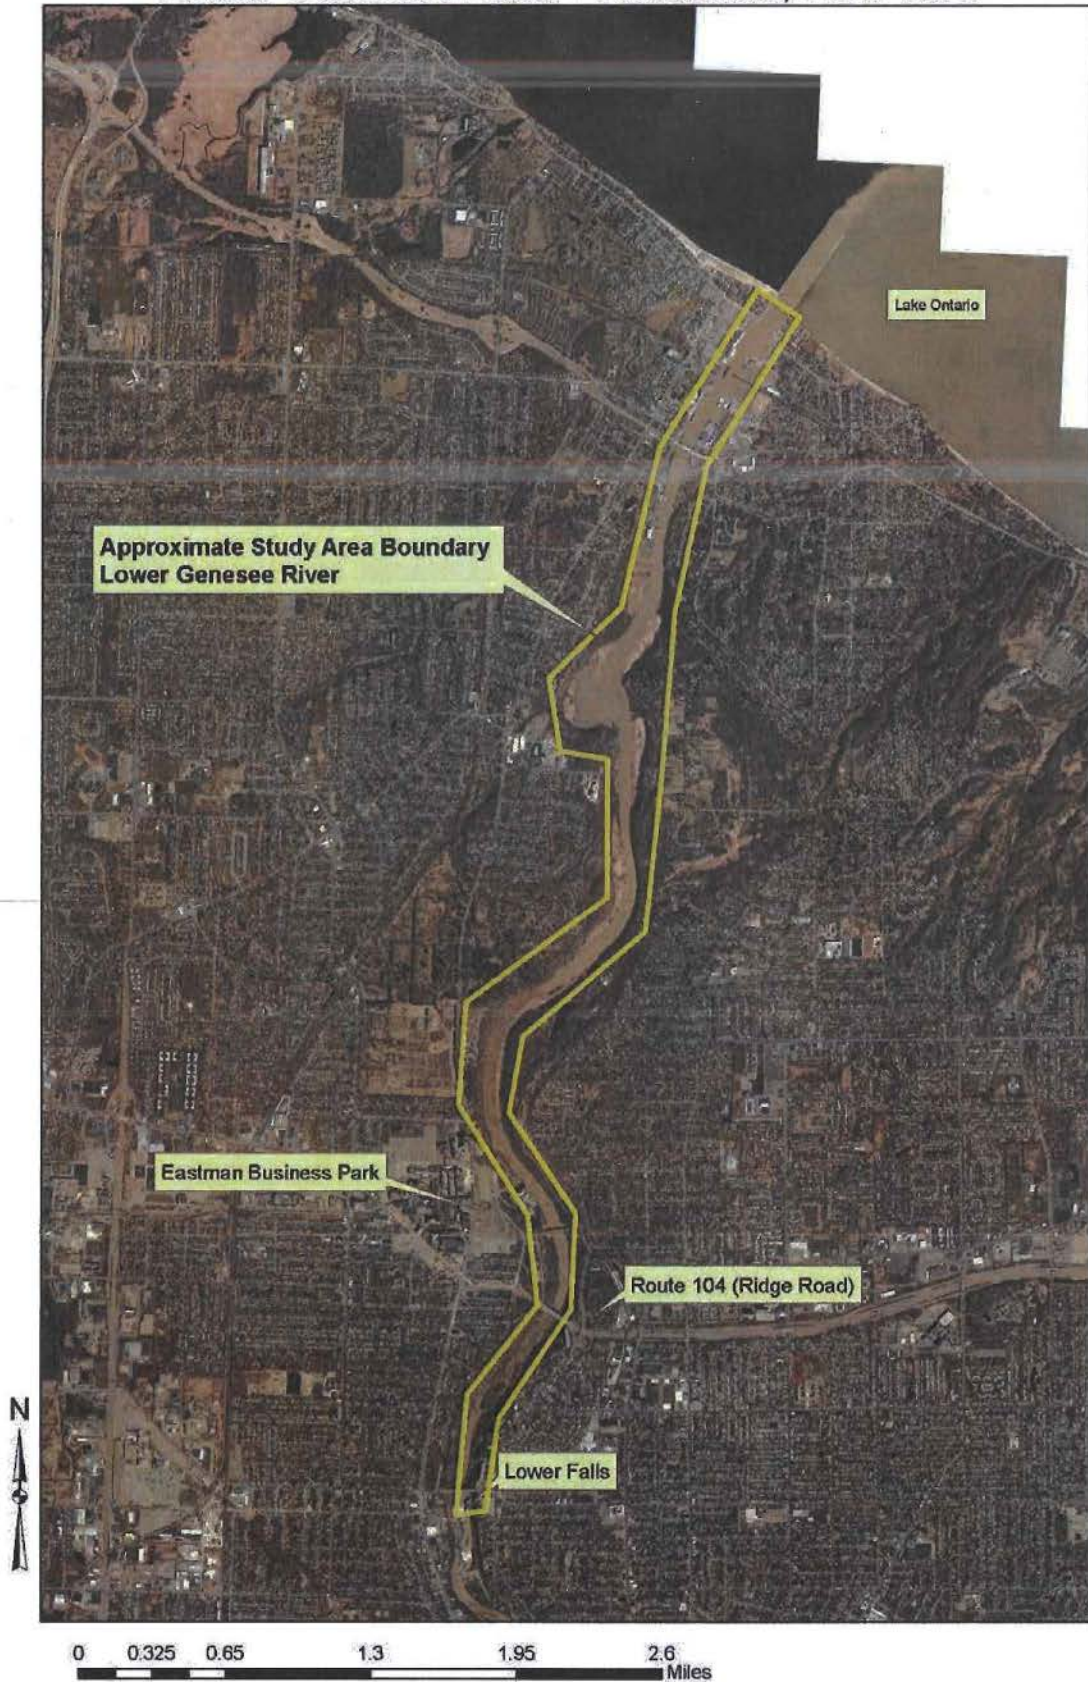 Lake Ontario
Approximate Study Area Boundary
Lower Genesee River
Eastman Business Park
Route 104 (Ridge Road)
Lower Falls
N
0 0.325 0.65 1.3 1.95 2.6
Miles